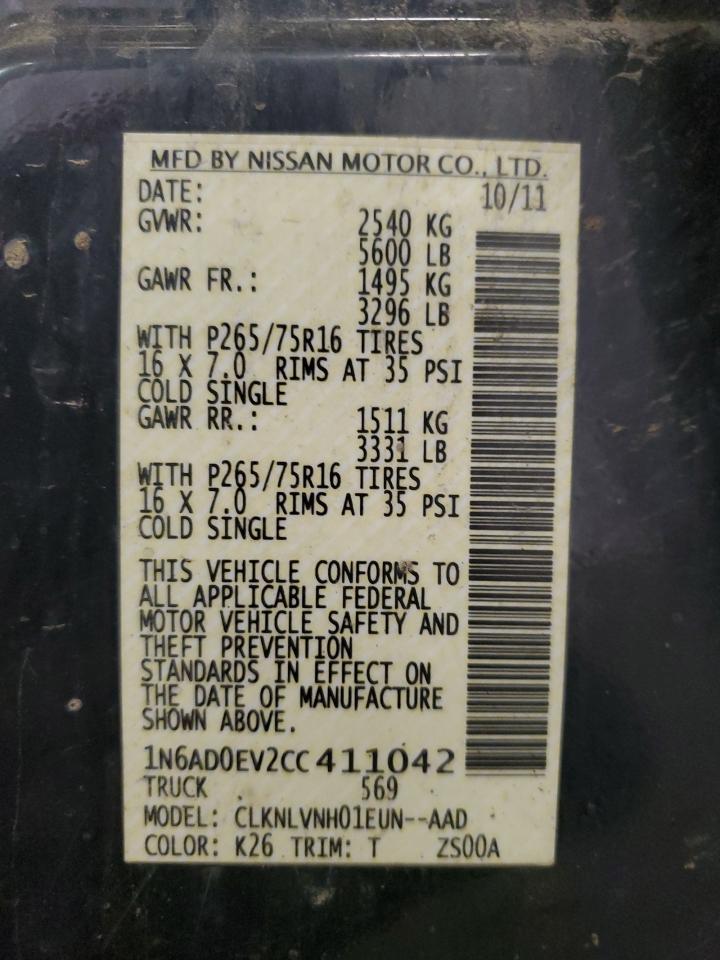 MFD BY NISSAN MOTOR CO., LTD.
DATE: 10/11
GVWR: 2540 KG
5600 LB
GAWR FR.: 1495 KG
3296 LB
WITH P265/75R16 TIRES
16 X 7.0 RIMS AT 35 PSI
COLD SINGLE
GAWR RR.: 1511 KG
3331 LB
WITH P265/75R16 TIRES
16 X 7.0 RIMS AT 35 PSI
COLD SINGLE
THIS VEHICLE CONFORMS TO
ALL APPLICABLE FEDERAL
MOTOR VEHICLE SAFETY AND
THEFT PREVENTION
STANDARDS IN EFFECT ON
THE DATE OF MANUFACTURE
SHOWN ABOVE.
1N6AD0EV2CC411042
TRUCK 569
MODEL: CLKNLVNH01EUN--AAD
COLOR: K26 TRIM: T ZS00A